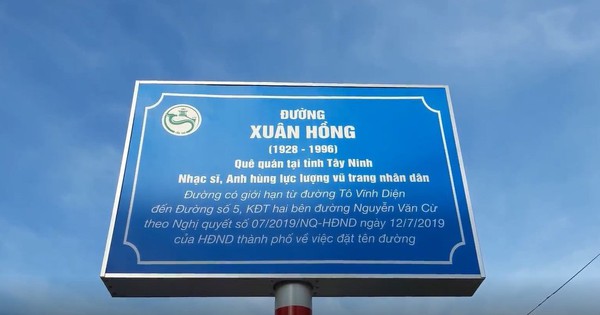 ĐƯỜNG
XUÂN HỒNG
(1928 - 1996)
Quê quán tại tỉnh Tây Ninh
Nhạc sĩ, Anh hùng lực lượng vũ trang nhân dân
Đường có giới hạn từ đường Tô Vĩnh Diện
đến Đường số 5, KĐT hai bên đường Nguyễn Văn Cừ
theo Nghị quyết số 07/2019/NQ-HĐND ngày 12/7/2019
của HĐND thành phố về việc đặt tên đường